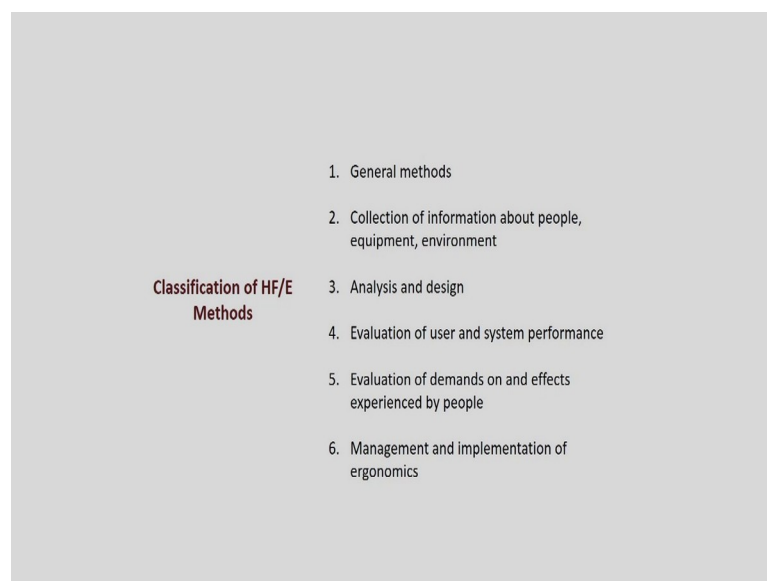 1. General methods
2. Collection of information about people,
equipment, environment
Classification of HF/E
Methods
3. Analysis and design
4. Evaluation of user and system performance
5. Evaluation of demands on and effects
experienced by people
6. Management and implementation of
ergonomics